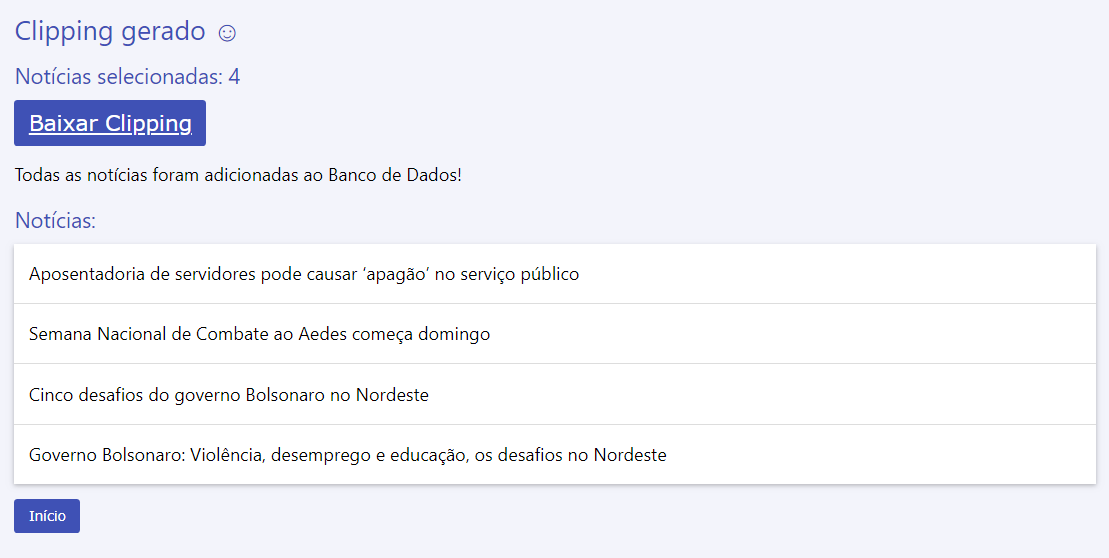 Clipping gerado ☺
Notícias selecionadas: 4
Baixar Clipping
Todas as notícias foram adicionadas ao Banco de Dados!
Notícias:
Aposentadoria de servidores pode causar ‘apagão’ no serviço público
Semana Nacional de Combate ao Aedes começa domingo
Cinco desafios do governo Bolsonaro no Nordeste
Governo Bolsonaro: Violência, desemprego e educação, os desafios no Nordeste
Início